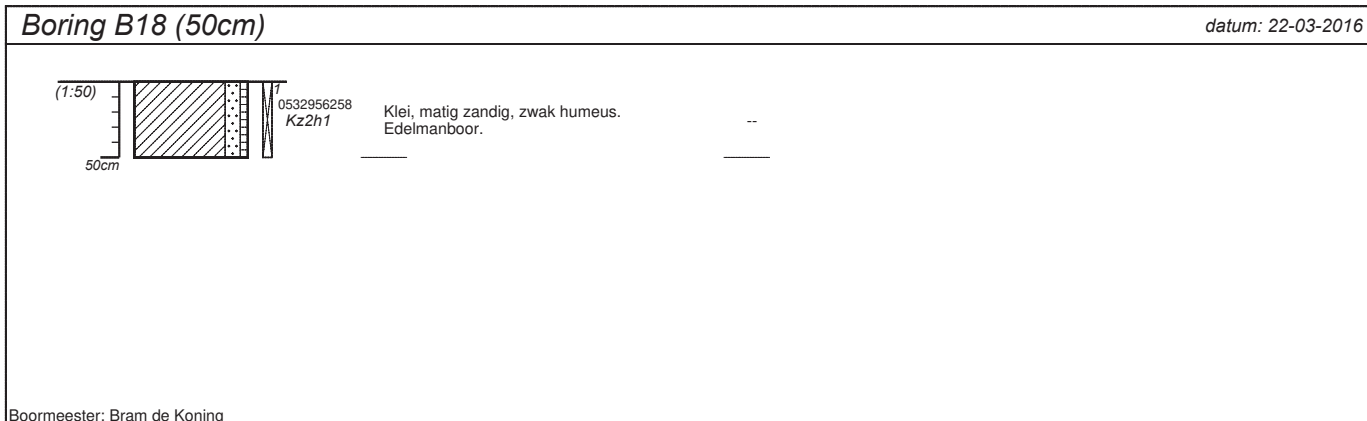 Boring B18 (50cm)
datum: 22-03-2016
(1:50)
1
0532956258
Kz2h1
Klei, matig zandig, zwak humeus.
Edelmanboor.
--
50cm
Boormeester: Bram de Koning